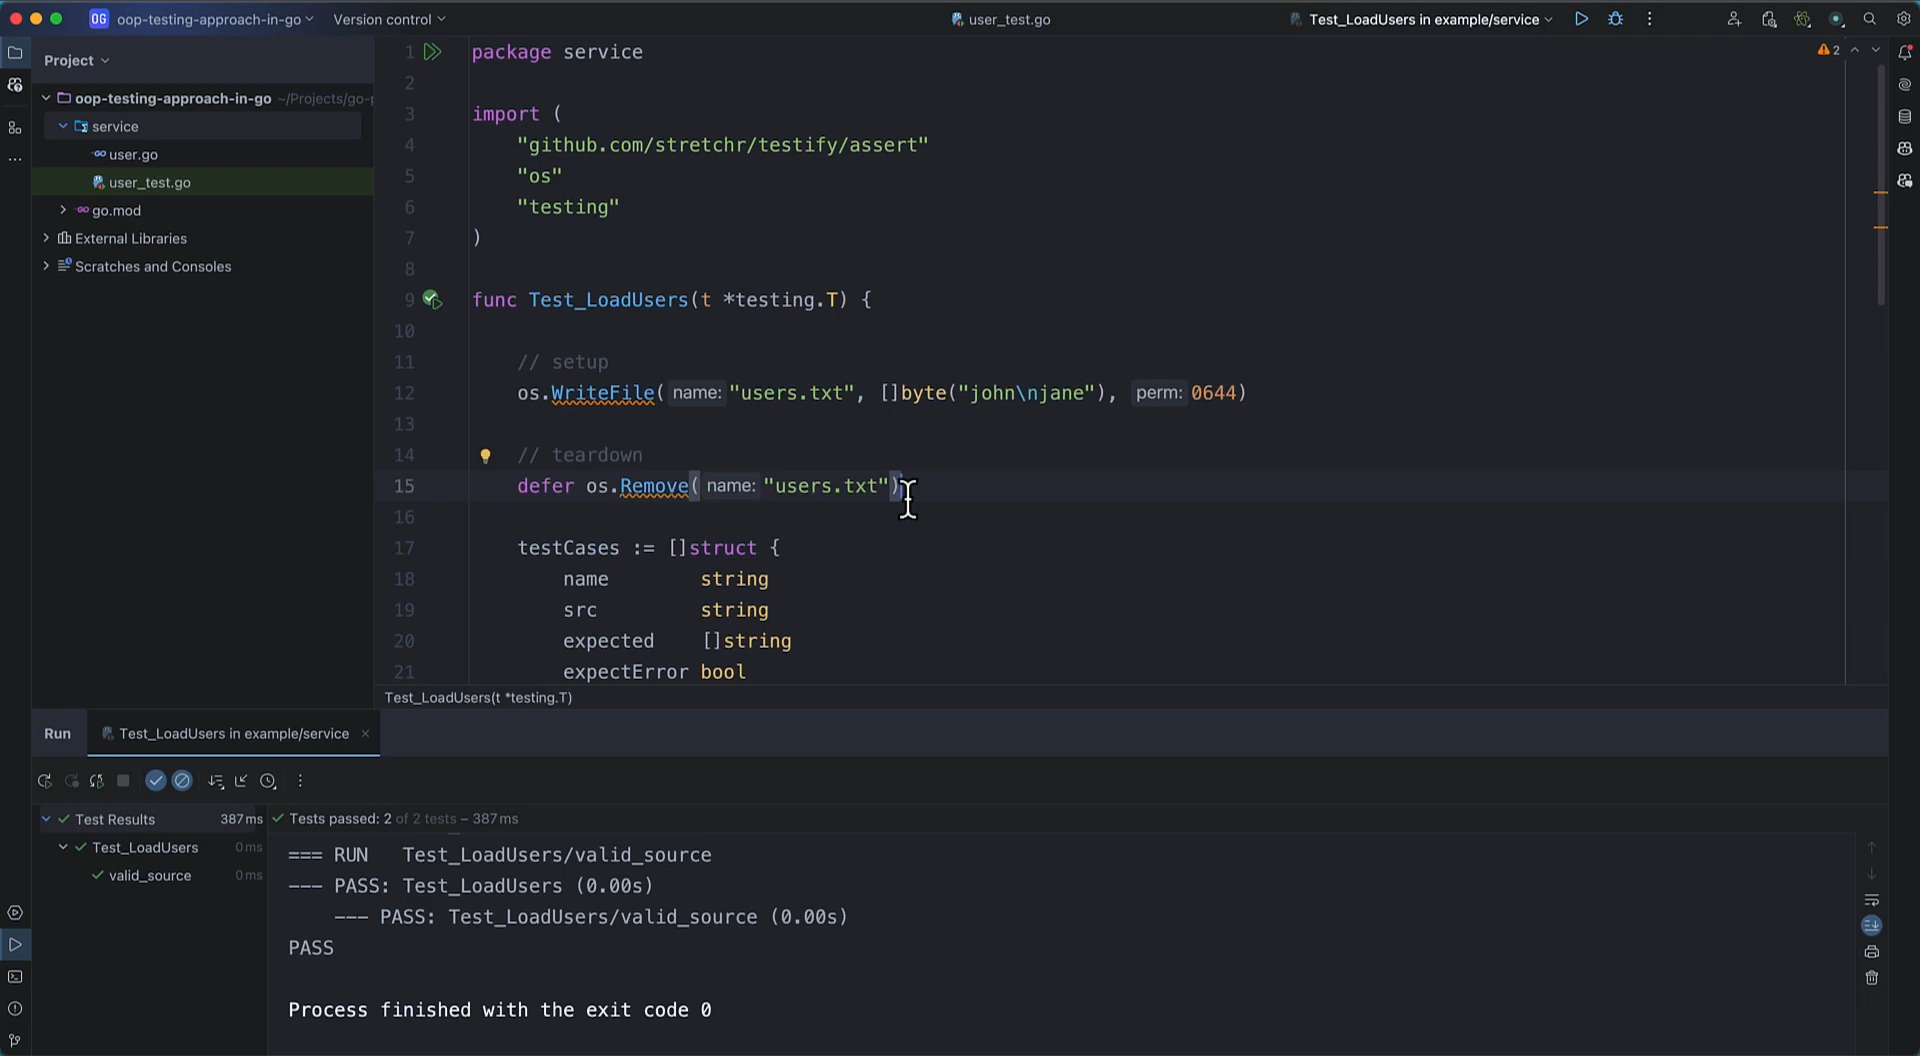 OG oop-testing-approach-in-go Version control user_test.go Test_LoadUsers in example/service
Project
oop-testing-approach-in-go ~/Projects/go-
service
user.go
user_test.go
go.mod
External Libraries
Scratches and Consoles
2
1 package service
2
3 import (
4 "github.com/stretchr/testify/assert"
5 "os"
6 "testing"
7 )
8
9 func Test_LoadUsers(t *testing.T) {
10
11 // setup
12 os.WriteFile( name: "users.txt", []byte("john\njane"), perm: 0644)
13
14 // teardown
15 defer os.Remove( name: "users.txt")
16
17 testCases := []struct {
18 name string
19 src string
20 expected []string
21 expectError bool
Test_LoadUsers(t *testing.T)
Run Test_LoadUsers in example/service
Test Results 387 ms
Test_LoadUsers 0 ms
valid_source 0 ms
Tests passed: 2 of 2 tests – 387 ms
=== RUN Test_LoadUsers/valid_source
--- PASS: Test_LoadUsers (0.00s)
--- PASS: Test_LoadUsers/valid_source (0.00s)
PASS
Process finished with the exit code 0